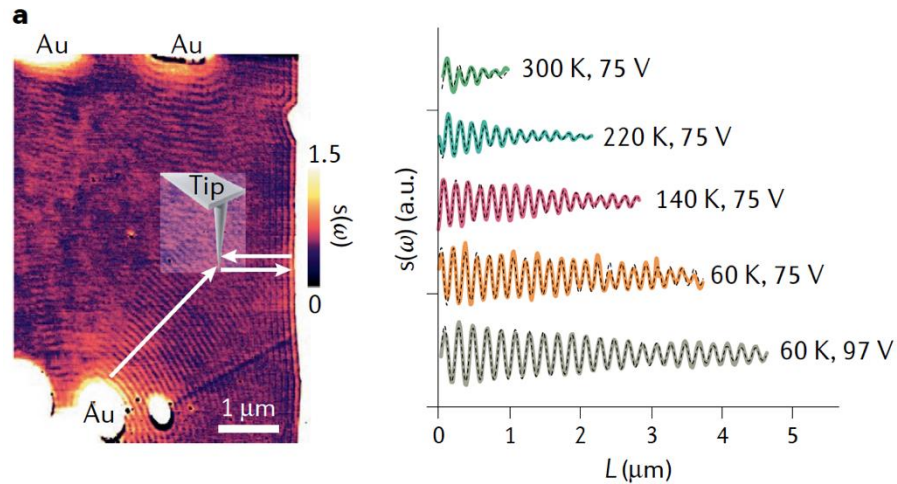 a
Au
Au
Tip
Au
1 μm
1.5
s(ω)
0
s(ω) (a.u.)
300 K, 75 V
220 K, 75 V
140 K, 75 V
60 K, 75 V
60 K, 97 V
0 1 2 3 4 5
L (μm)